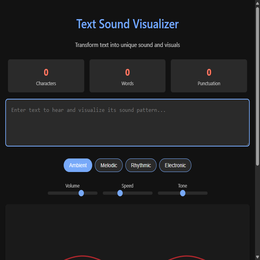 Text Sound Visualizer
Transform text into unique sound and visuals
0 0 0
Characters Words Punctuation
Enter text to hear and visualize its sound pattern...
Ambient Melodic Rhythmic Electronic
Volume Speed Tone